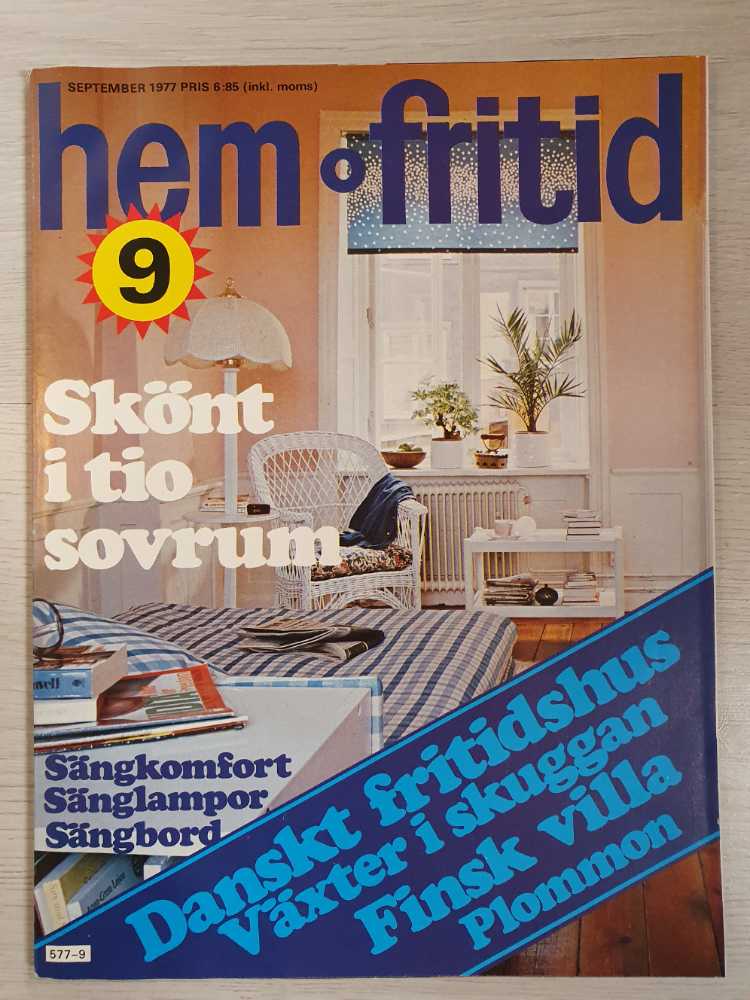 SEPTEMBER 1977 PRIS 6:85 (inkl. moms)
hem o fritid
9
Skönt
i tio
sovrum
Sängkomfort
Sänglampor
Sängbord
Danskt fritidshus
Växter i skuggan
Finsk villa
Plommon
577-9